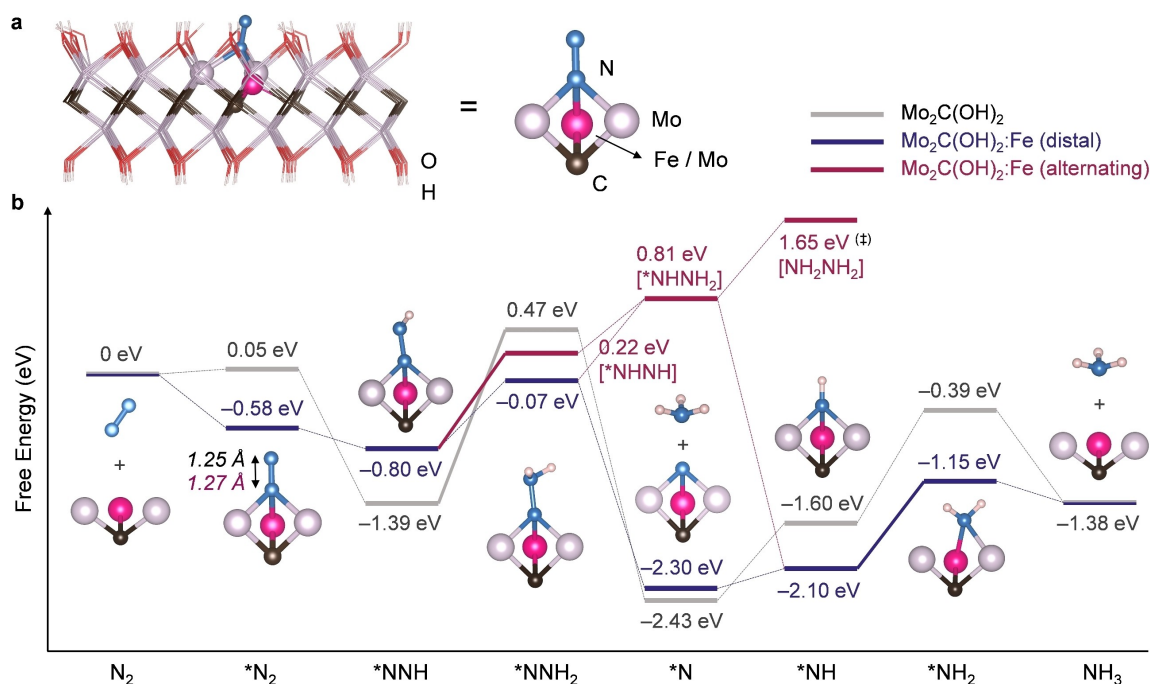 a
N
Mo
Fe / Mo
C
O
H
=
Mo₂C(OH)₂
Mo₂C(OH)₂:Fe (distal)
Mo₂C(OH)₂:Fe (alternating)
b
Free Energy (eV)
0 eV
+
0.05 eV
−0.58 eV
1.25 Å
1.27 Å
−0.80 eV
−1.39 eV
0.47 eV
0.22 eV
[*NHNH]
−0.07 eV
0.81 eV
[*NHNH₂]
+
−2.30 eV
−2.43 eV
1.65 eV (‡)
[NH₂NH₂]
−1.60 eV
−2.10 eV
−0.39 eV
−1.15 eV
+
−1.38 eV
N₂
*N₂
*NNH
*NNH₂
*N
*NH
*NH₂
NH₃